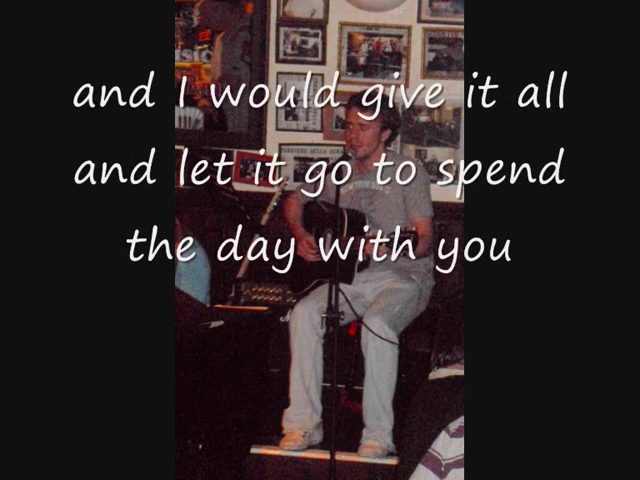 and I would give it all
and let it go to spend
the day with you